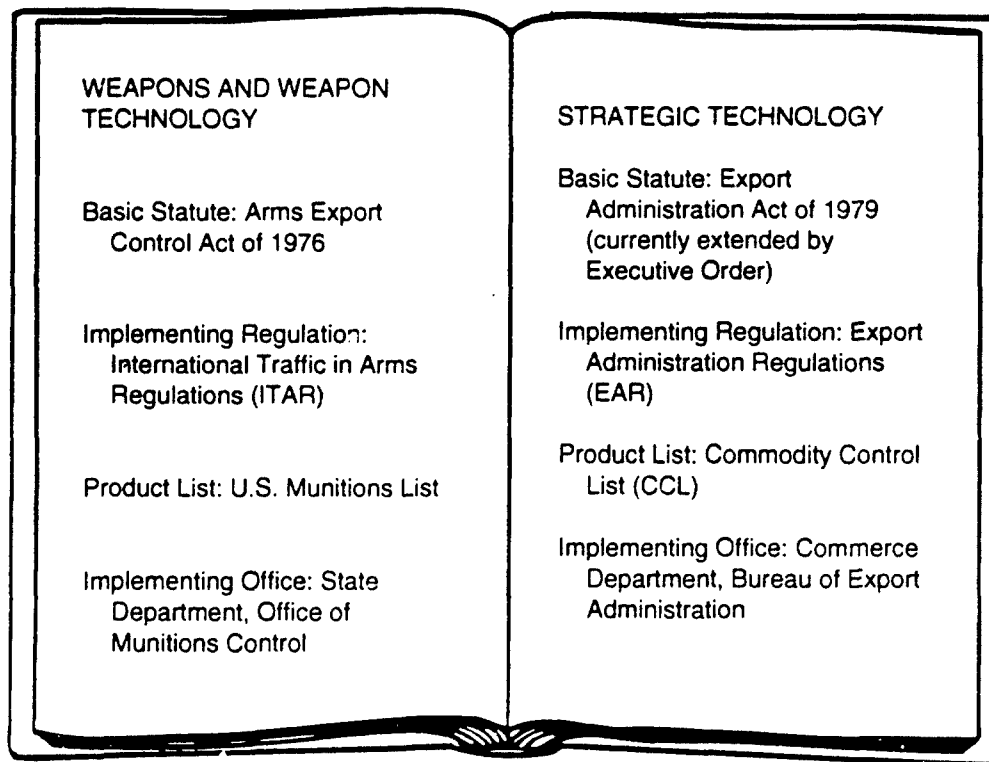 WEAPONS AND WEAPON
TECHNOLOGY
Basic Statute: Arms Export
Control Act of 1976
Implementing Regulation:
International Traffic in Arms
Regulations (ITAR)
Product List: U.S. Munitions List
Implementing Office: State
Department, Office of
Munitions Control
STRATEGIC TECHNOLOGY
Basic Statute: Export
Administration Act of 1979
(currently extended by
Executive Order)
Implementing Regulation: Export
Administration Regulations
(EAR)
Product List: Commodity Control
List (CCL)
Implementing Office: Commerce
Department, Bureau of Export
Administration